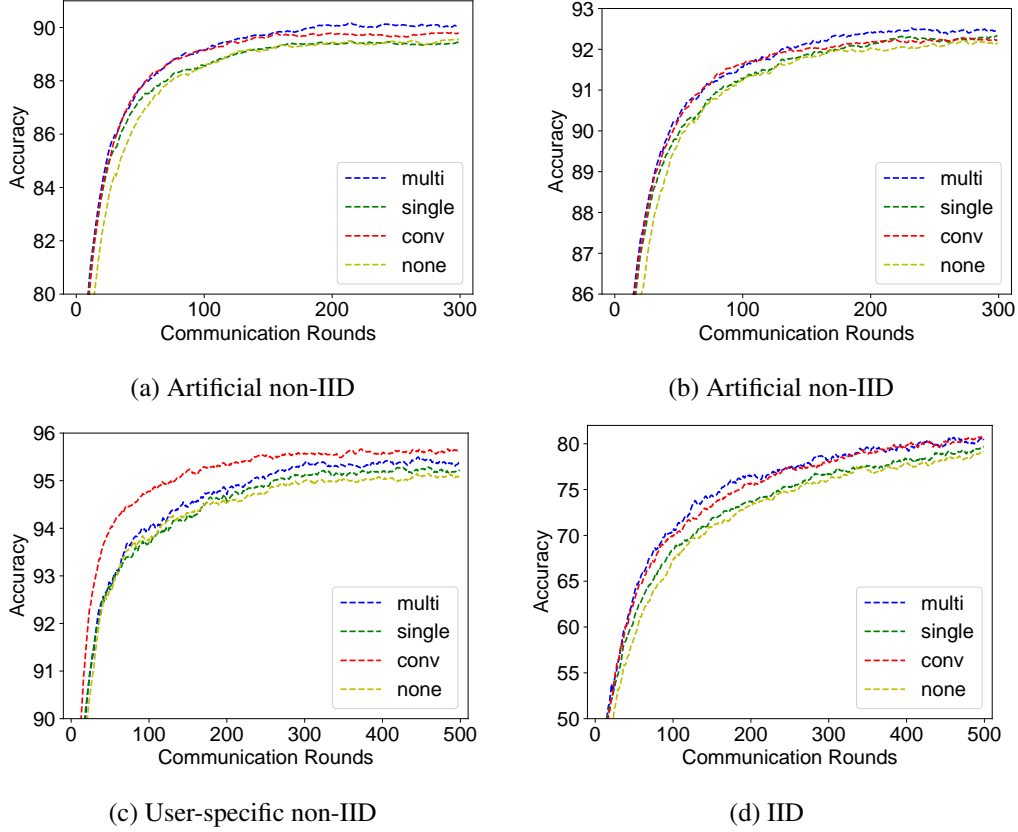 90
88
86
84
82
80
Accuracy
multi
single
conv
none
0
100
200
300
Communication Rounds
(a) Artificial non-IID
93
92
91
90
89
88
87
86
Accuracy
multi
single
conv
none
0
100
200
300
Communication Rounds
(b) Artificial non-IID
96
95
94
93
92
91
90
Accuracy
multi
single
conv
none
0
100
200
300
400
500
Communication Rounds
(c) User-specific non-IID
80
75
70
65
60
55
50
Accuracy
multi
single
conv
none
0
100
200
300
400
500
Communication Rounds
(d) IID